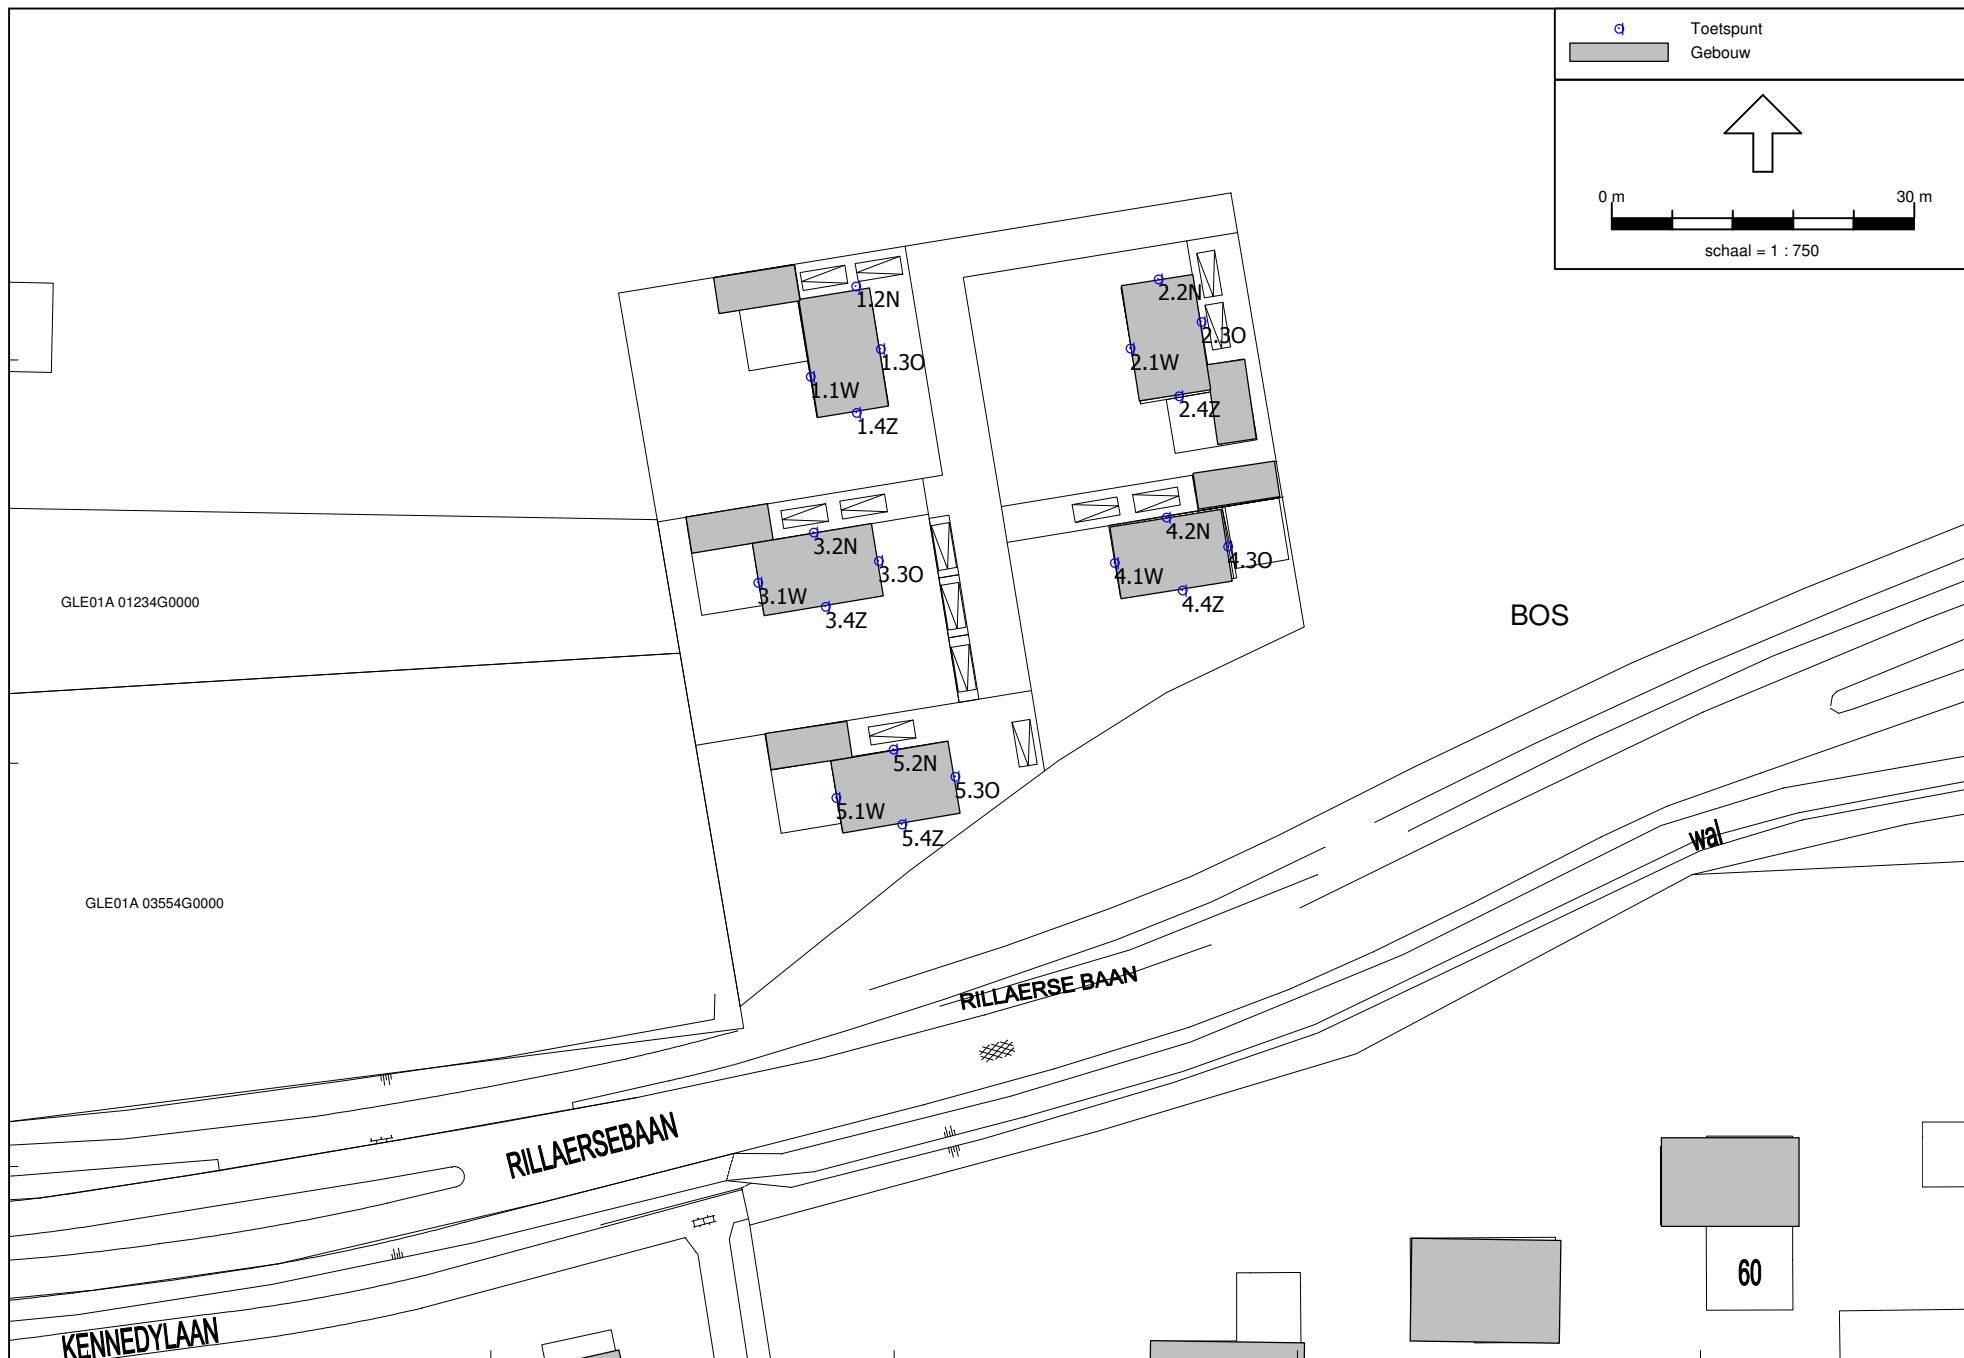 Toetspunt
Gebouw
0 m 30 m
schaal = 1 : 750
1.2N
2.2N
2.3O
1.3O
2.1W
1.1W
2.4Z
1.4Z
3.2N
4.2N
4.3O
3.3O
4.1W
3.1W
4.4Z
3.4Z
GLE01A 01234G0000
BOS
5.2N
5.3O
5.1W
5.4Z
wal
GLE01A 03554G0000
RILLAERSE BAAN
RILLAERSEBAAN
60
KENNEDYLAAN